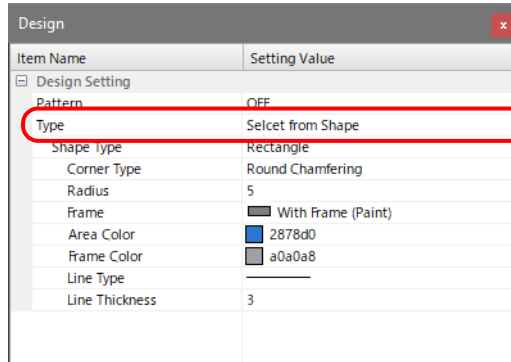 Design
x
Item Name Setting Value
Design Setting
Pattern OFF
Type Selcet from Shape
Shape Type Rectangle
Corner Type Round Chamfering
Radius 5
Frame With Frame (Paint)
Area Color 2878d0
Frame Color a0a0a8
Line Type
Line Thickness 3